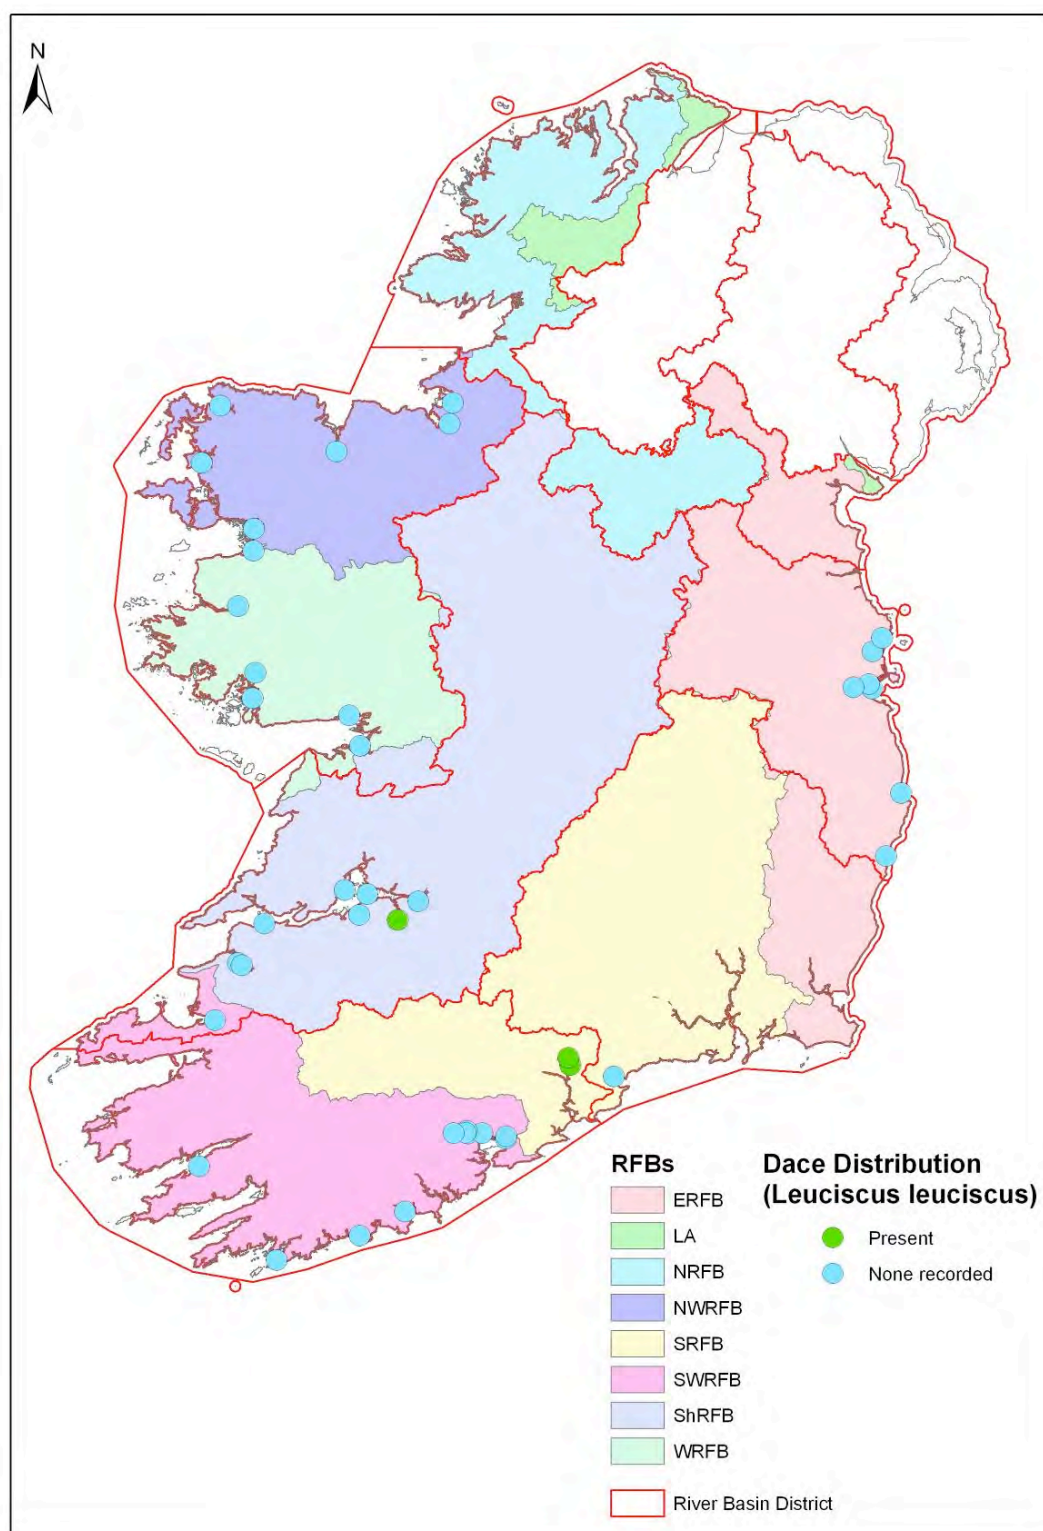 N
RFBs
ERFB
LA
NRFB
NWRFB
SRFB
SWRFB
ShRFB
WRFB
River Basin District
Dace Distribution
(Leuciscus leuciscus)
Present
None recorded